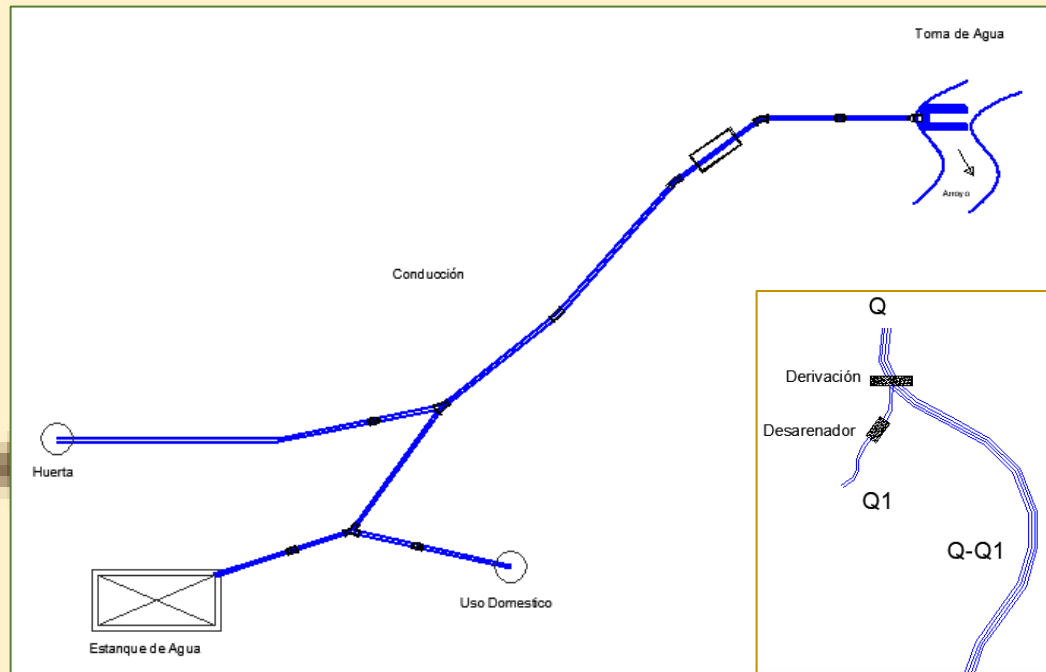 Toma de Agua
Arroyo
Conducción
Huerta
Uso Domestico
Estanque de Agua
Q
Derivación
Desarenador
Q1
Q-Q1